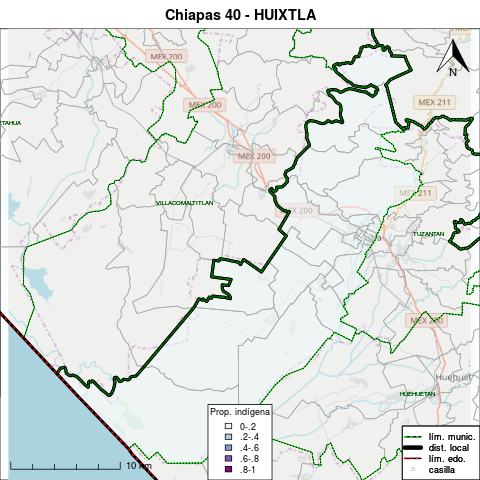 Chiapas 40 - HUIXTLA
MEX 200
N
MEX 200
MEX 211
ETAHUA
MEX 200
MEX 211
VILLACOMALTITLAN
MEX 200
TUZANTAN
MEX 200
Huehuet
HUEHUETAN
Prop. indígena
0-.2
.2-.4
.4-.6
.6-.8
.8-1
lím. munic.
dist. local
lím. edo.
casilla
10 km